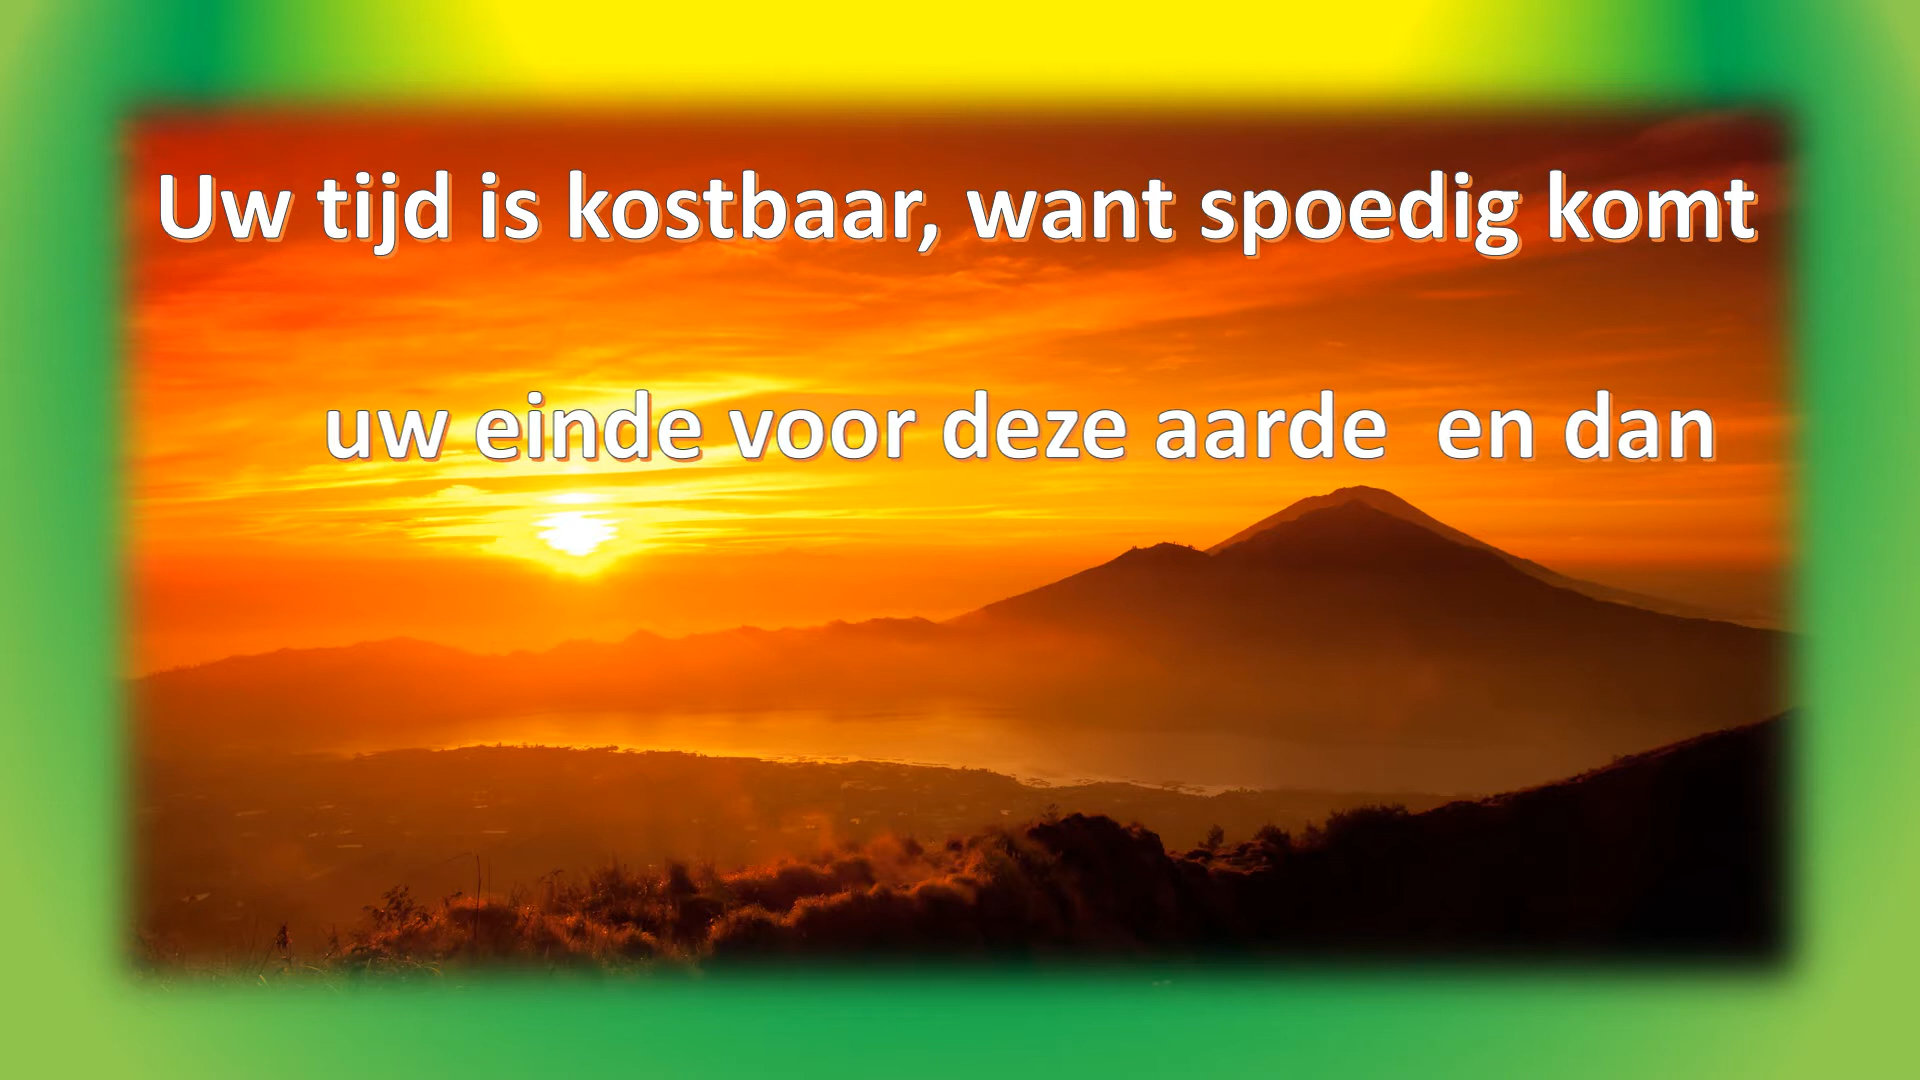 Uw tijd is kostbaar, want spoedig komt
uw einde voor deze aarde  en dan